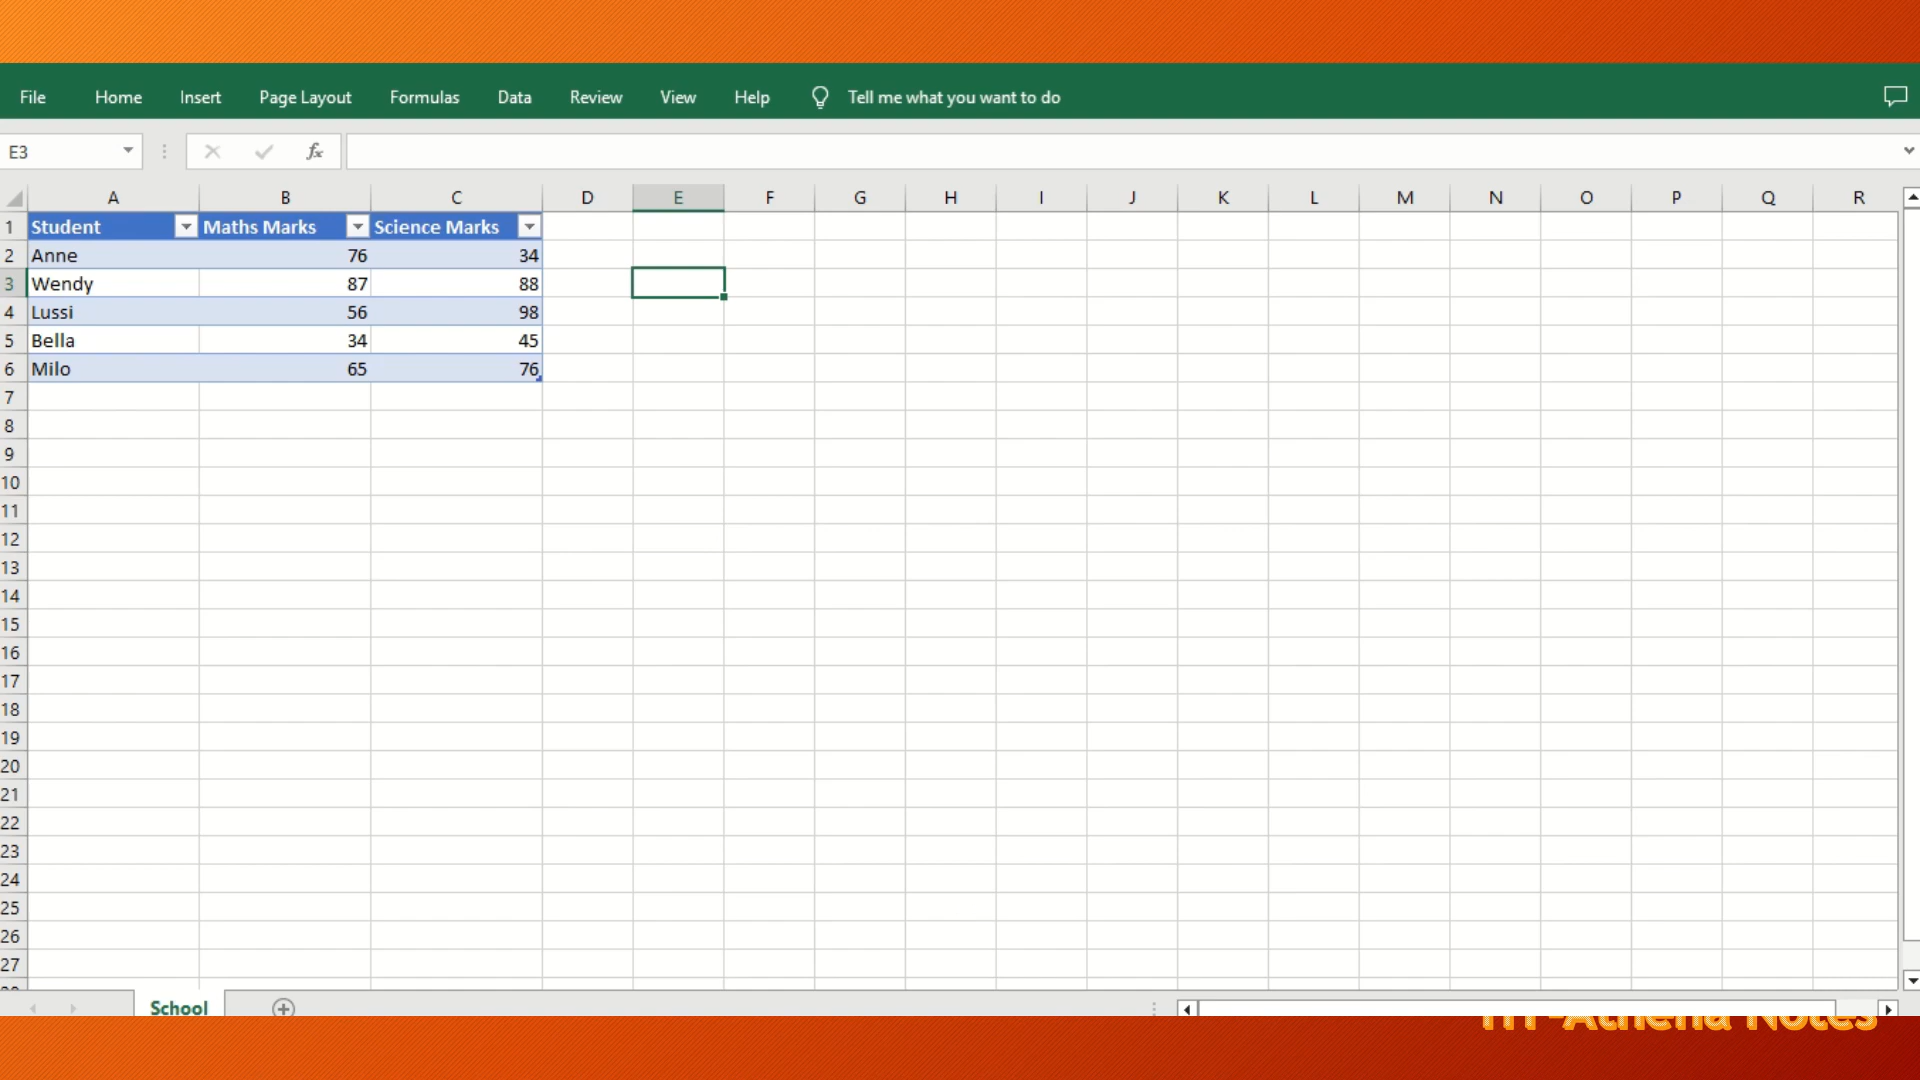 File Home Insert Page Layout Formulas Data Review View Help Tell me what you want to do
E3 fx
A B C D E F G H I J K L M N O P Q R
1 Student Maths Marks Science Marks
2 Anne 76 34
3 Wendy 87 88
4 Lussi 56 98
5 Bella 34 45
6 Milo 65 76
7
8
9
10
11
12
13
14
15
16
17
18
19
20
21
22
23
24
25
26
27
School
Athena Notes